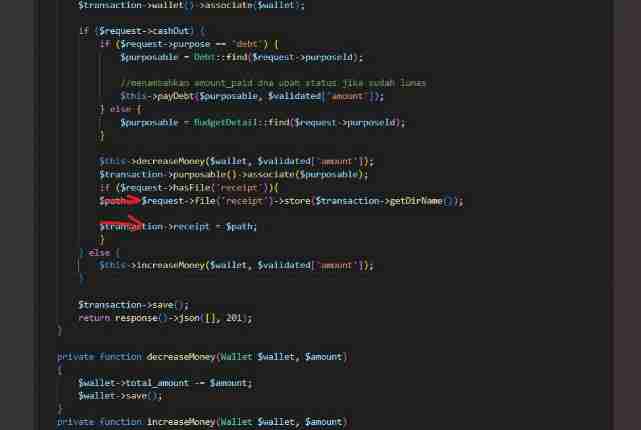 $transaction->wallet()->associate($wallet);
if ($request->cashOut) {
if ($request->purpose == 'debt') {
$purposable = Debt::find($request->purposeId);
//menambahkan amount_paid dna ubah status jika sudah lunas
$this->payDebt($purposable, $validated['amount']);
} else {
$purposable = BudgetDetail::find($request->purposeId);
}
$this->decreaseMoney($wallet, $validated['amount']);
$transaction->purposable()->associate($purposable);
if ($request->hasFile('receipt')){
$path = $request->file('receipt')->store($transaction->getDirName());
$transaction->receipt = $path;
}
} else {
$this->increaseMoney($wallet, $validated['amount']);
}
$transaction->save();
return response()->json([], 201);
}
private function decreaseMoney(Wallet $wallet, $amount)
{
$wallet->total_amount -= $amount;
$wallet->save();
}
private function increaseMoney(Wallet $wallet, $amount)